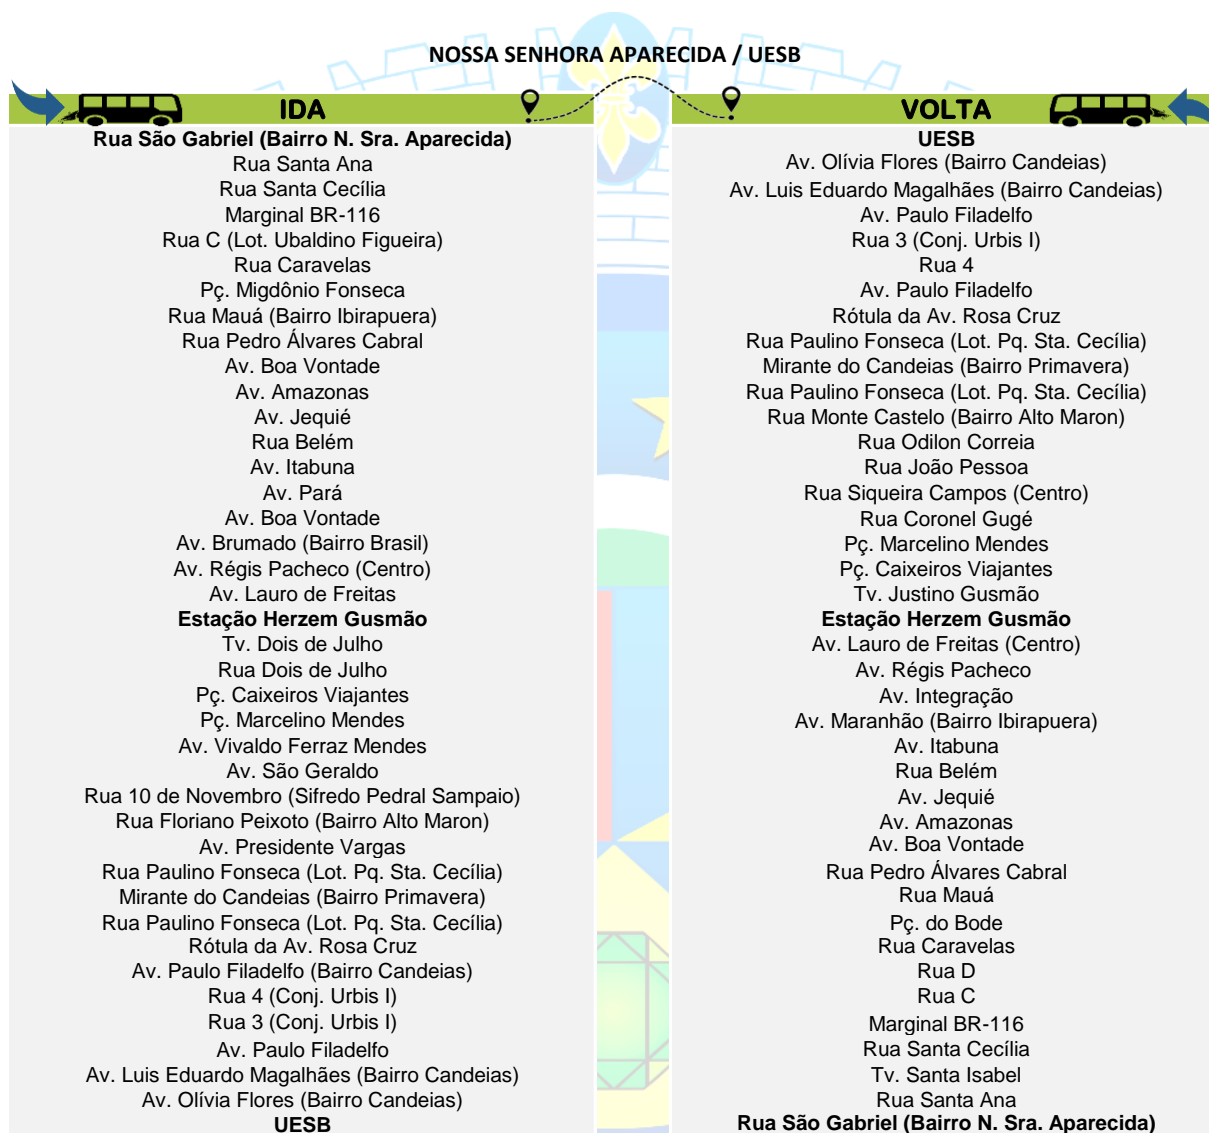 NOSSA SENHORA APARECIDA / UESB
IDA
Rua São Gabriel (Bairro N. Sra. Aparecida)
Rua Santa Ana
Rua Santa Cecília
Marginal BR-116
Rua C (Lot. Ubaldino Figueira)
Rua Caravelas
Pç. Migdônio Fonseca
Rua Mauá (Bairro Ibirapuera)
Rua Pedro Álvares Cabral
Av. Boa Vontade
Av. Amazonas
Av. Jequié
Rua Belém
Av. Itabuna
Av. Pará
Av. Boa Vontade
Av. Brumado (Bairro Brasil)
Av. Régis Pacheco (Centro)
Av. Lauro de Freitas
Estação Herzem Gusmão
Tv. Dois de Julho
Rua Dois de Julho
Pç. Caixeiros Viajantes
Pç. Marcelino Mendes
Av. Vivaldo Ferraz Mendes
Av. São Geraldo
Rua 10 de Novembro (Sifredo Pedral Sampaio)
Rua Floriano Peixoto (Bairro Alto Maron)
Av. Presidente Vargas
Rua Paulino Fonseca (Lot. Pq. Sta. Cecília)
Mirante do Candeias (Bairro Primavera)
Rua Paulino Fonseca (Lot. Pq. Sta. Cecília)
Rótula da Av. Rosa Cruz
Av. Paulo Filadelfo (Bairro Candeias)
Rua 4 (Conj. Urbis I)
Rua 3 (Conj. Urbis I)
Av. Paulo Filadelfo
Av. Luis Eduardo Magalhães (Bairro Candeias)
Av. Olívia Flores (Bairro Candeias)
UESB
VOLTA
UESB
Av. Olívia Flores (Bairro Candeias)
Av. Luis Eduardo Magalhães (Bairro Candeias)
Av. Paulo Filadelfo
Rua 3 (Conj. Urbis I)
Rua 4
Av. Paulo Filadelfo
Rótula da Av. Rosa Cruz
Rua Paulino Fonseca (Lot. Pq. Sta. Cecília)
Mirante do Candeias (Bairro Primavera)
Rua Paulino Fonseca (Lot. Pq. Sta. Cecília)
Rua Monte Castelo (Bairro Alto Maron)
Rua Odilon Correia
Rua João Pessoa
Rua Siqueira Campos (Centro)
Rua Coronel Gugé
Pç. Marcelino Mendes
Pç. Caixeiros Viajantes
Tv. Justino Gusmão
Estação Herzem Gusmão
Av. Lauro de Freitas (Centro)
Av. Régis Pacheco
Av. Integração
Av. Maranhão (Bairro Ibirapuera)
Av. Itabuna
Rua Belém
Av. Jequié
Av. Amazonas
Av. Boa Vontade
Rua Pedro Álvares Cabral
Rua Mauá
Pç. do Bode
Rua Caravelas
Rua D
Rua C
Marginal BR-116
Rua Santa Cecília
Tv. Santa Isabel
Rua Santa Ana
Rua São Gabriel (Bairro N. Sra. Aparecida)